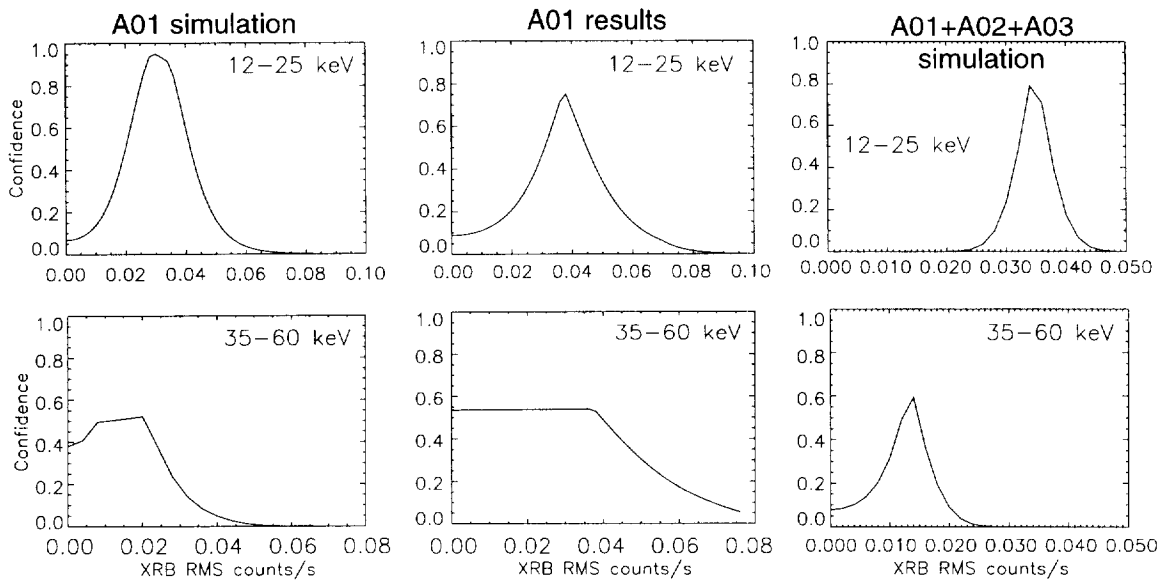 A01 simulation
A01 results
A01+A02+A03
simulation
12-25 keV
12-25 keV
12-25 keV
Confidence
1.0
0.8
0.6
0.4
0.2
0.0
1.0
0.8
0.6
0.4
0.2
0.0
1.0
0.8
0.6
0.4
0.2
0.0
0.00 0.02 0.04 0.06 0.08 0.10
0.00 0.02 0.04 0.06 0.08 0.10
0.000 0.010 0.020 0.030 0.040 0.050
35-60 keV
35-60 keV
35-60 keV
Confidence
1.0
0.8
0.6
0.4
0.2
0.0
1.0
0.8
0.6
0.4
0.2
0.0
1.0
0.8
0.6
0.4
0.2
0.0
0.00 0.02 0.04 0.06 0.08
0.00 0.02 0.04 0.06 0.08
0.000 0.010 0.020 0.030 0.040 0.050
XRB RMS counts/s
XRB RMS counts/s
XRB RMS counts/s